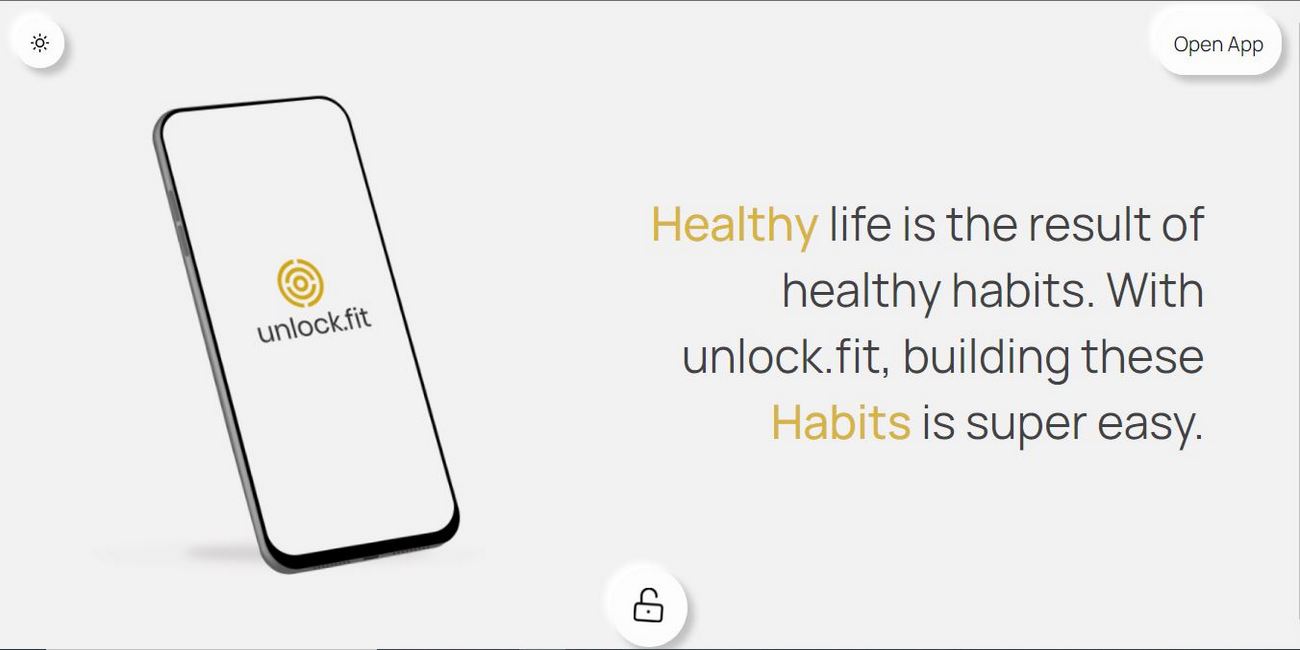 Open App
unlock.fit
Healthy life is the result of
healthy habits. With
unlock.fit, building these
Habits is super easy.